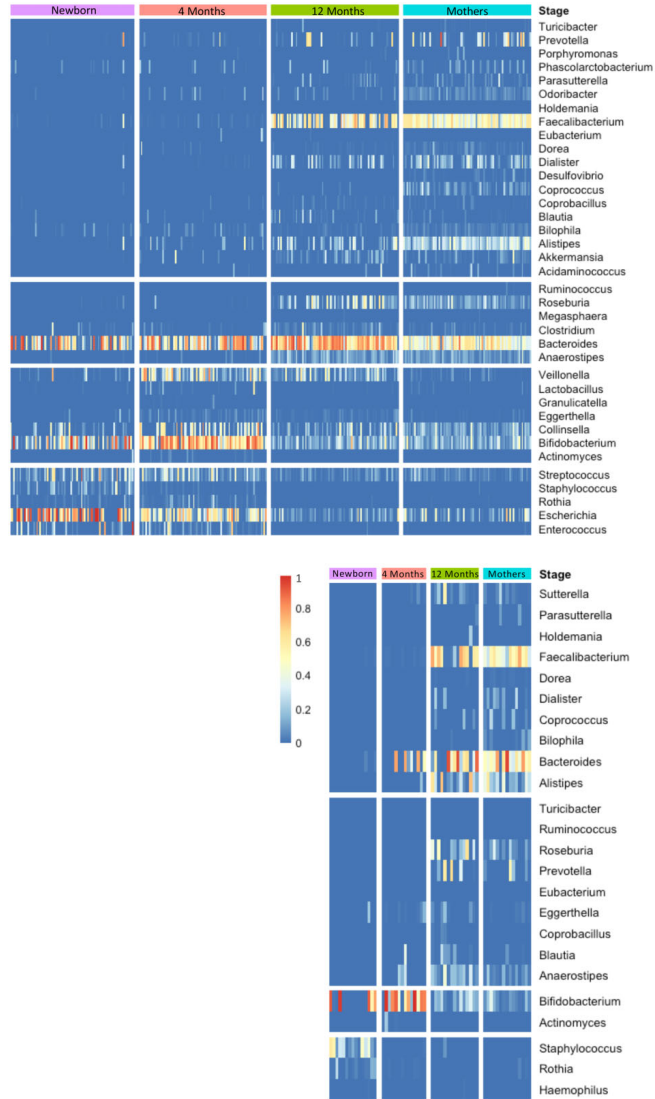 Newborn 4 Months 12 Months Mothers Stage
Turicibacter
Prevotella
Porphyromonas
Phascolarctobacterium
Parasutterella
Odoribacter
Holdemania
Faecalibacterium
Eubacterium
Dorea
Dialister
Desulfovibrio
Coprococcus
Coprobacillus
Blautia
Bilophila
Alistipes
Akkermansia
Acidaminococcus
Ruminococcus
Roseburia
Megasphaera
Clostridium
Bacteroides
Anaerostipes
Veillonella
Lactobacillus
Granulicatella
Eggerthella
Collinsella
Bifidobacterium
Actinomyces
Streptococcus
Staphylococcus
Rothia
Escherichia
Enterococcus
Newborn 4 Months 12 Months Mothers Stage
1
0.8
0.6
0.4
0.2
0
Sutterella
Parasutterella
Holdemania
Faecalibacterium
Dorea
Dialister
Coprococcus
Bilophila
Bacteroides
Alistipes
Turicibacter
Ruminococcus
Roseburia
Prevotella
Eubacterium
Eggerthella
Coprobacillus
Blautia
Anaerostipes
Bifidobacterium
Actinomyces
Staphylococcus
Rothia
Haemophilus